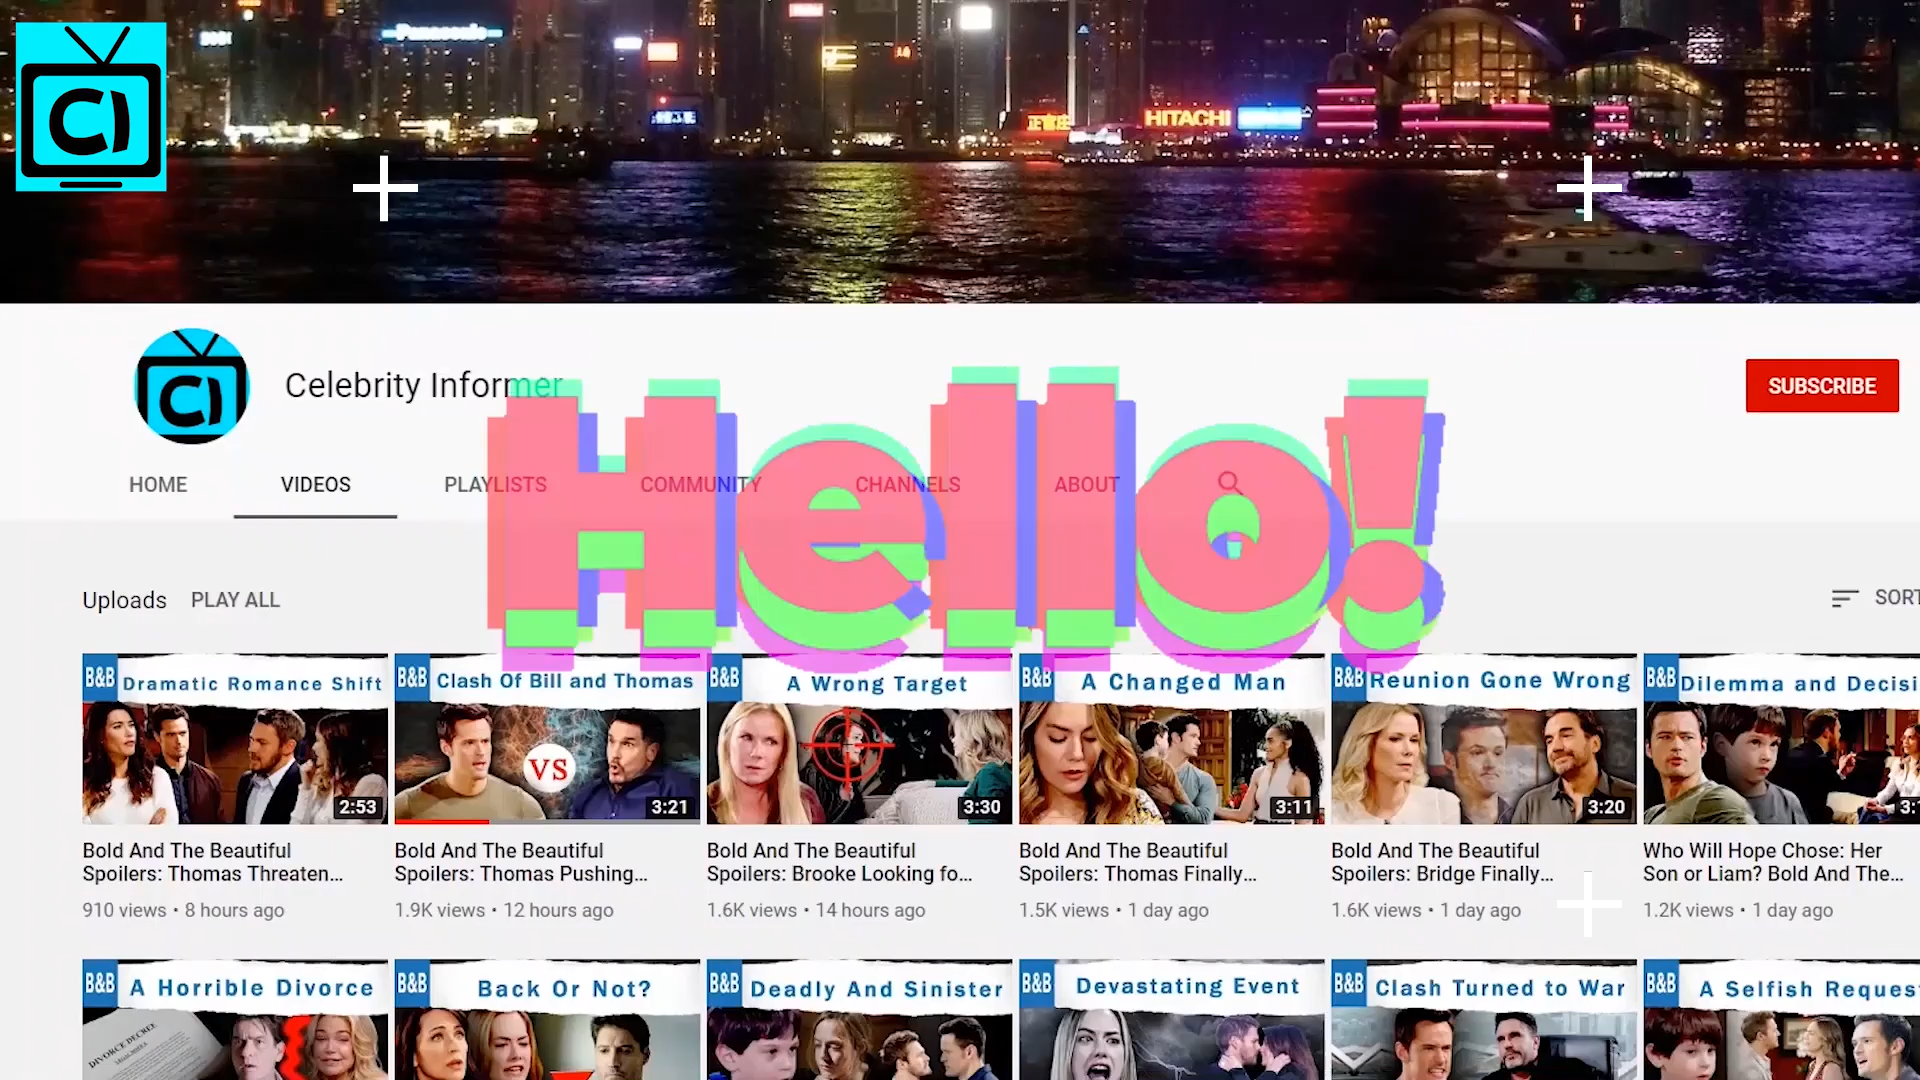 Panasonic
正官庄
HITACHI
CI
CI
Celebrity Informer
SUBSCRIBE
Hello!
HOME VIDEOS PLAYLISTS COMMUNITY CHANNELS ABOUT
Uploads PLAY ALL
SORT
B&B Dramatic Romance Shift
2:53
B&B Clash Of Bill and Thomas
VS
3:21
B&B A Wrong Target
3:30
B&B A Changed Man
3:11
B&B Reunion Gone Wrong
3:20
B&B Dilemma and Decisi
3:1
Bold And The Beautiful
Spoilers: Thomas Threaten...
910 views • 8 hours ago
Bold And The Beautiful
Spoilers: Thomas Pushing...
1.9K views • 12 hours ago
Bold And The Beautiful
Spoilers: Brooke Looking fo...
1.6K views • 14 hours ago
Bold And The Beautiful
Spoilers: Thomas Finally...
1.5K views • 1 day ago
Bold And The Beautiful
Spoilers: Bridge Finally...
1.6K views • 1 day ago
Who Will Hope Chose: Her
Son or Liam? Bold And The...
1.2K views • 1 day ago
B&B A Horrible Divorce
DIVORCE DECREE
B&B Back Or Not?
B&B Deadly And Sinister
B&B Devastating Event
B&B Clash Turned to War
B&B A Selfish Reques